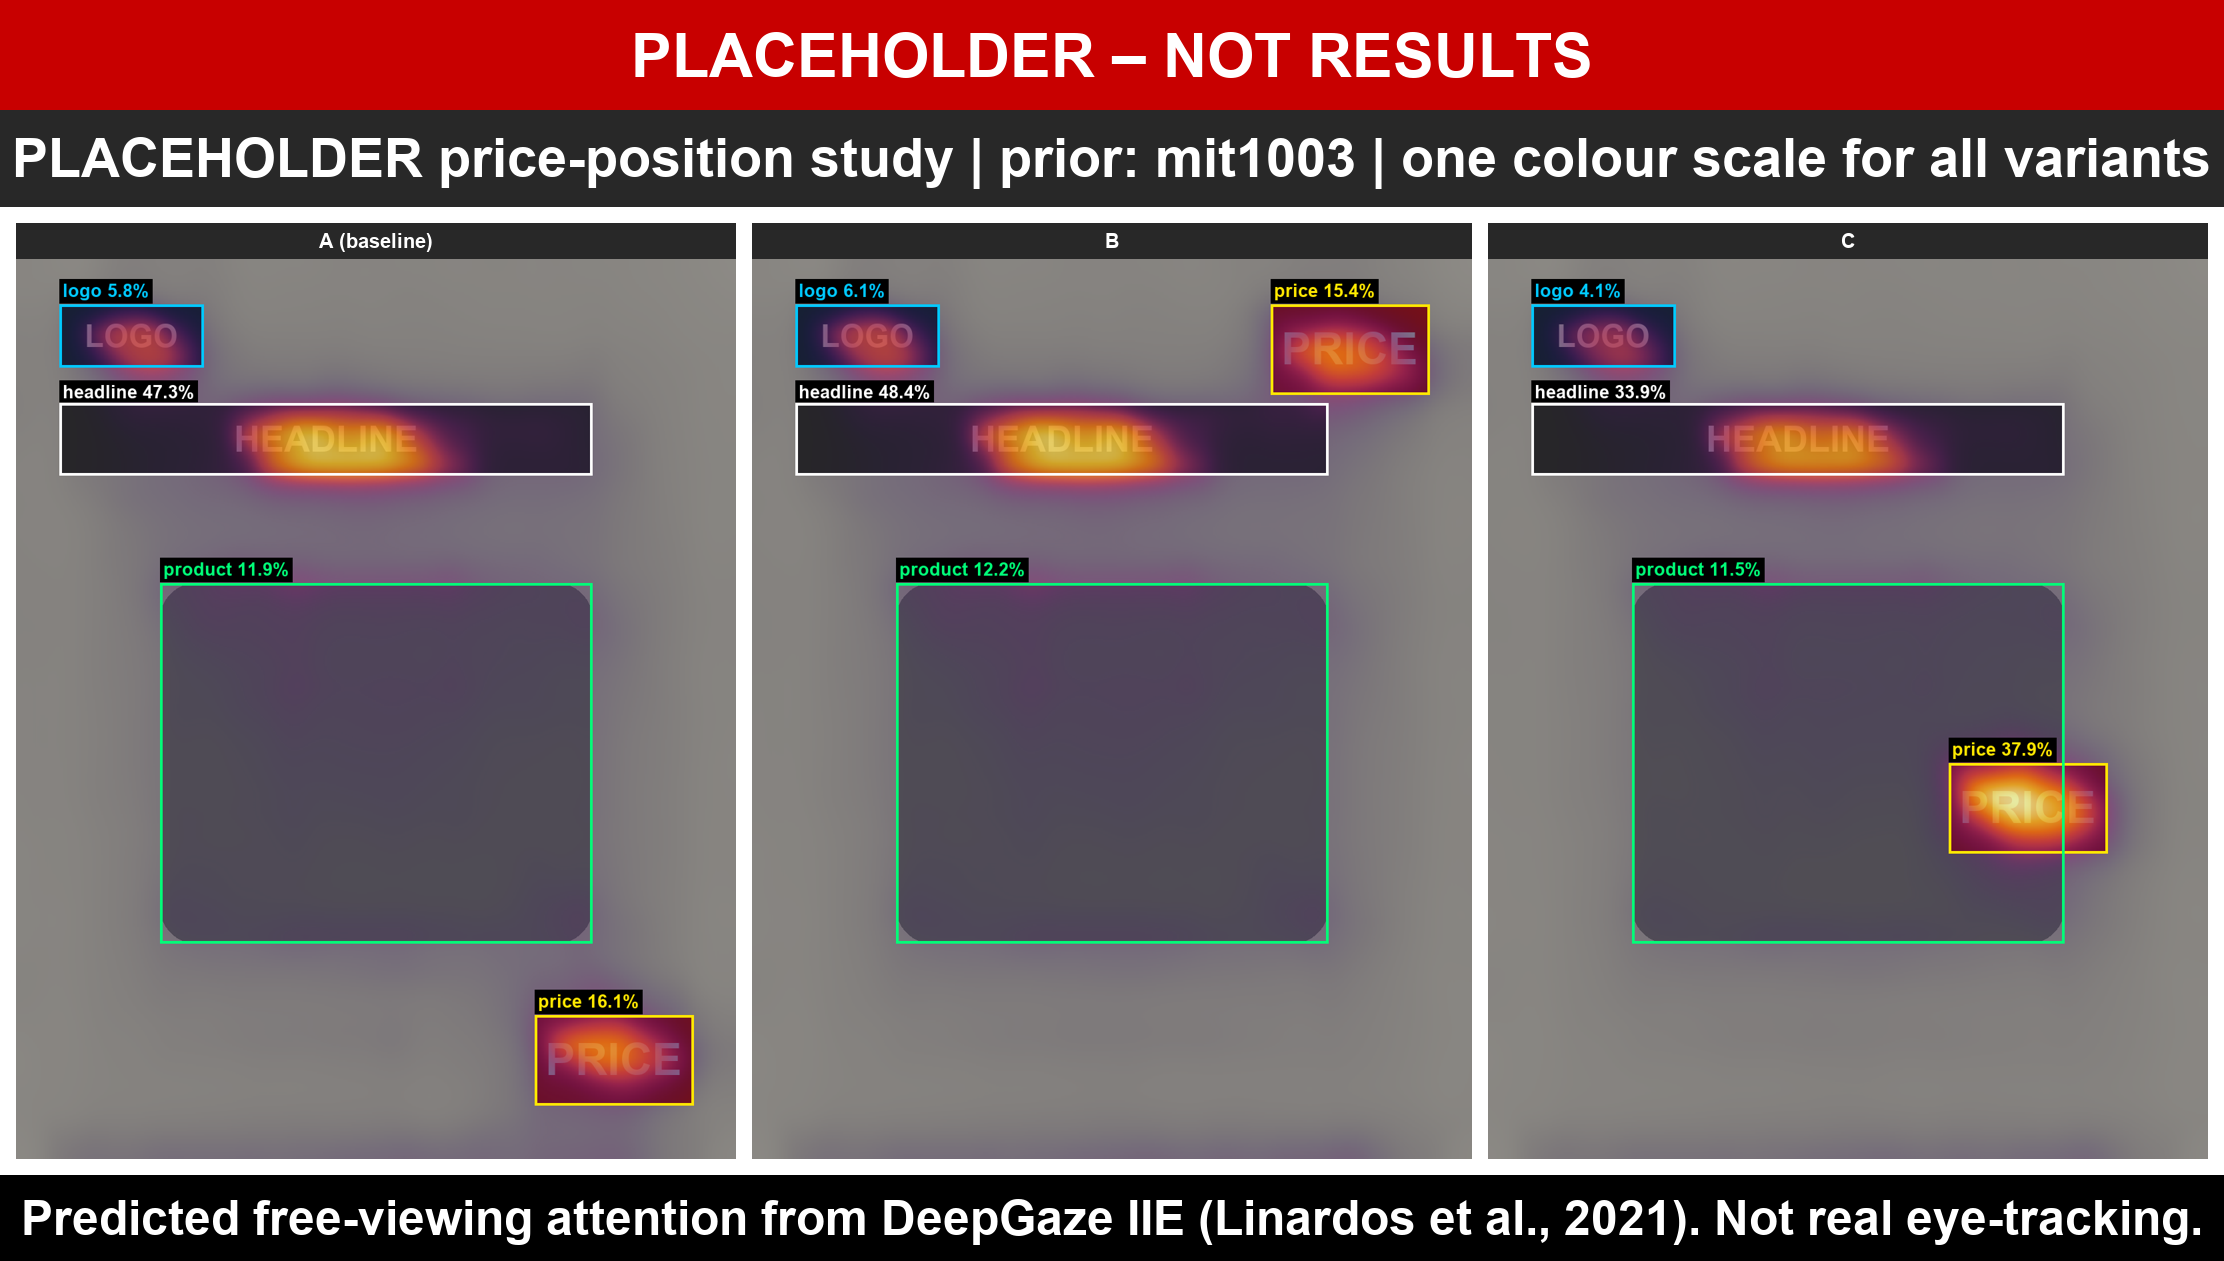 PLACEHOLDER – NOT RESULTS
PLACEHOLDER price-position study | prior: mit1003 | one colour scale for all variants
A (baseline)
logo 5.8%
LOGO
headline 47.3%
HEADLINE
product 11.9%
price 16.1%
PRICE
B
logo 6.1%
LOGO
price 15.4%
PRICE
headline 48.4%
HEADLINE
product 12.2%
C
logo 4.1%
LOGO
headline 33.9%
HEADLINE
product 11.5%
price 37.9%
PRICE
Predicted free-viewing attention from DeepGaze IIE (Linardos et al., 2021). Not real eye-tracking.